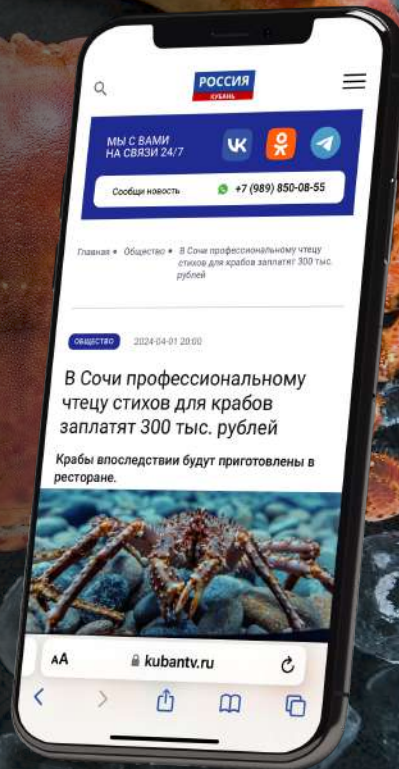 РОССИЯ
КУБАНЬ
МЫ С ВАМИ
НА СВЯЗИ 24/7
Сообщи новость +7 (989) 850-08-55
Главная • Общество • В Сочи профессиональному
чтецу стихов для крабов
заплатят 300 тыс.
рублей
ОБЩЕСТВО 2024-04-01 20:00
В Сочи профессиональному
чтецу стихов для крабов
заплатят 300 тыс. рублей
Крабы впоследствии будут приготовлены в
ресторане.
AA kubantv.ru